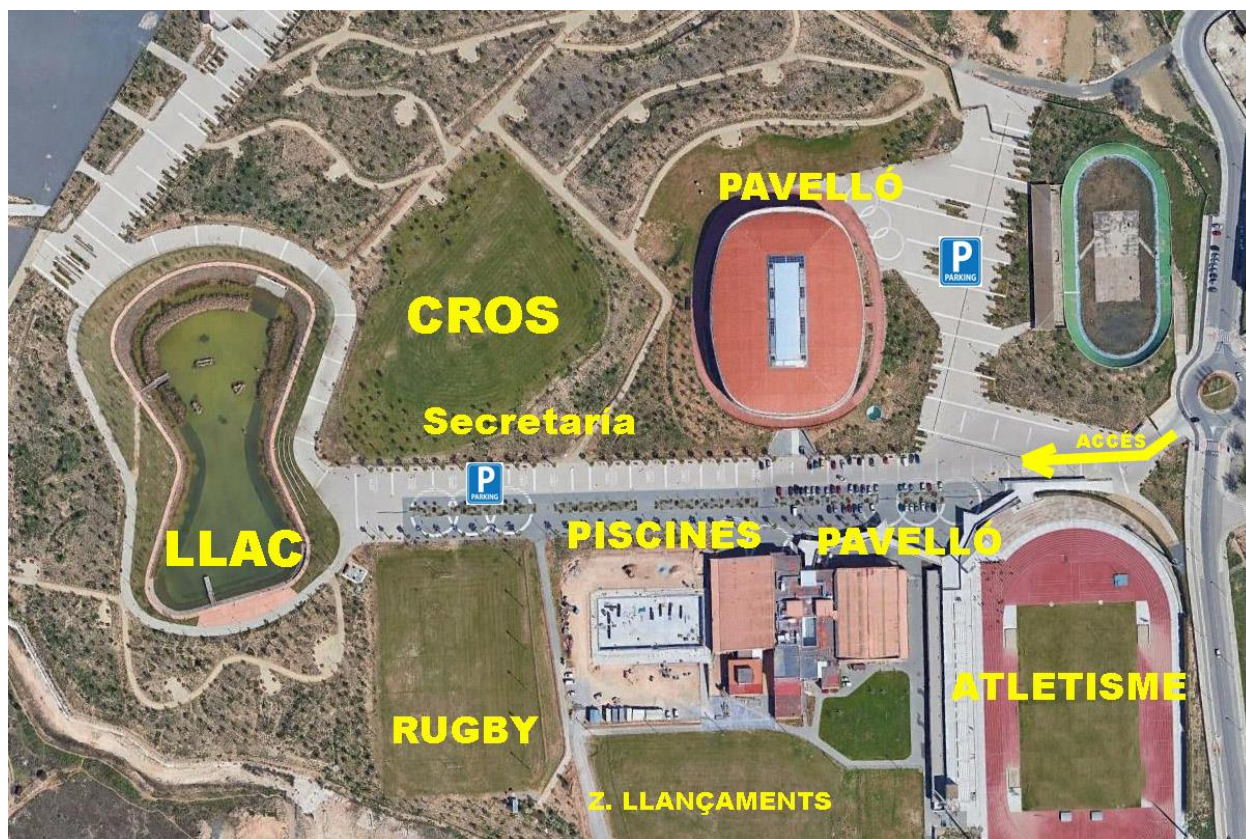 PAVELLÓ
P
PARKING
CROS
Secretaría
ACCÉS
P
PARKING
LLAC
PISCINES
PAVELLÓ
ATLETISME
RUGBY
Z. LLANÇAMENTS